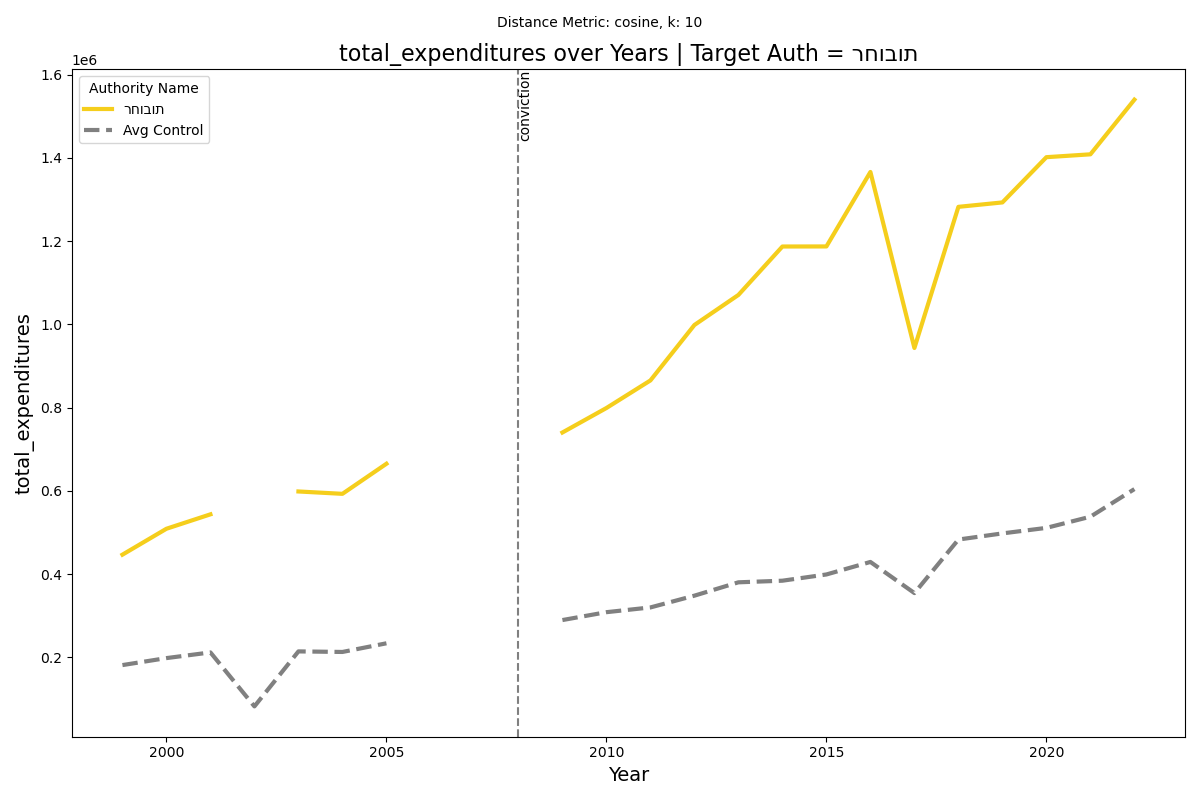 Distance Metric: cosine, k: 10
total_expenditures over Years | Target Auth = תובוחר
1e6
Authority Name
תובוחר
Avg Control
conviction
1.6
1.4
1.2
1.0
0.8
0.6
0.4
0.2
total_expenditures
2000
2005
2010
2015
2020
Year